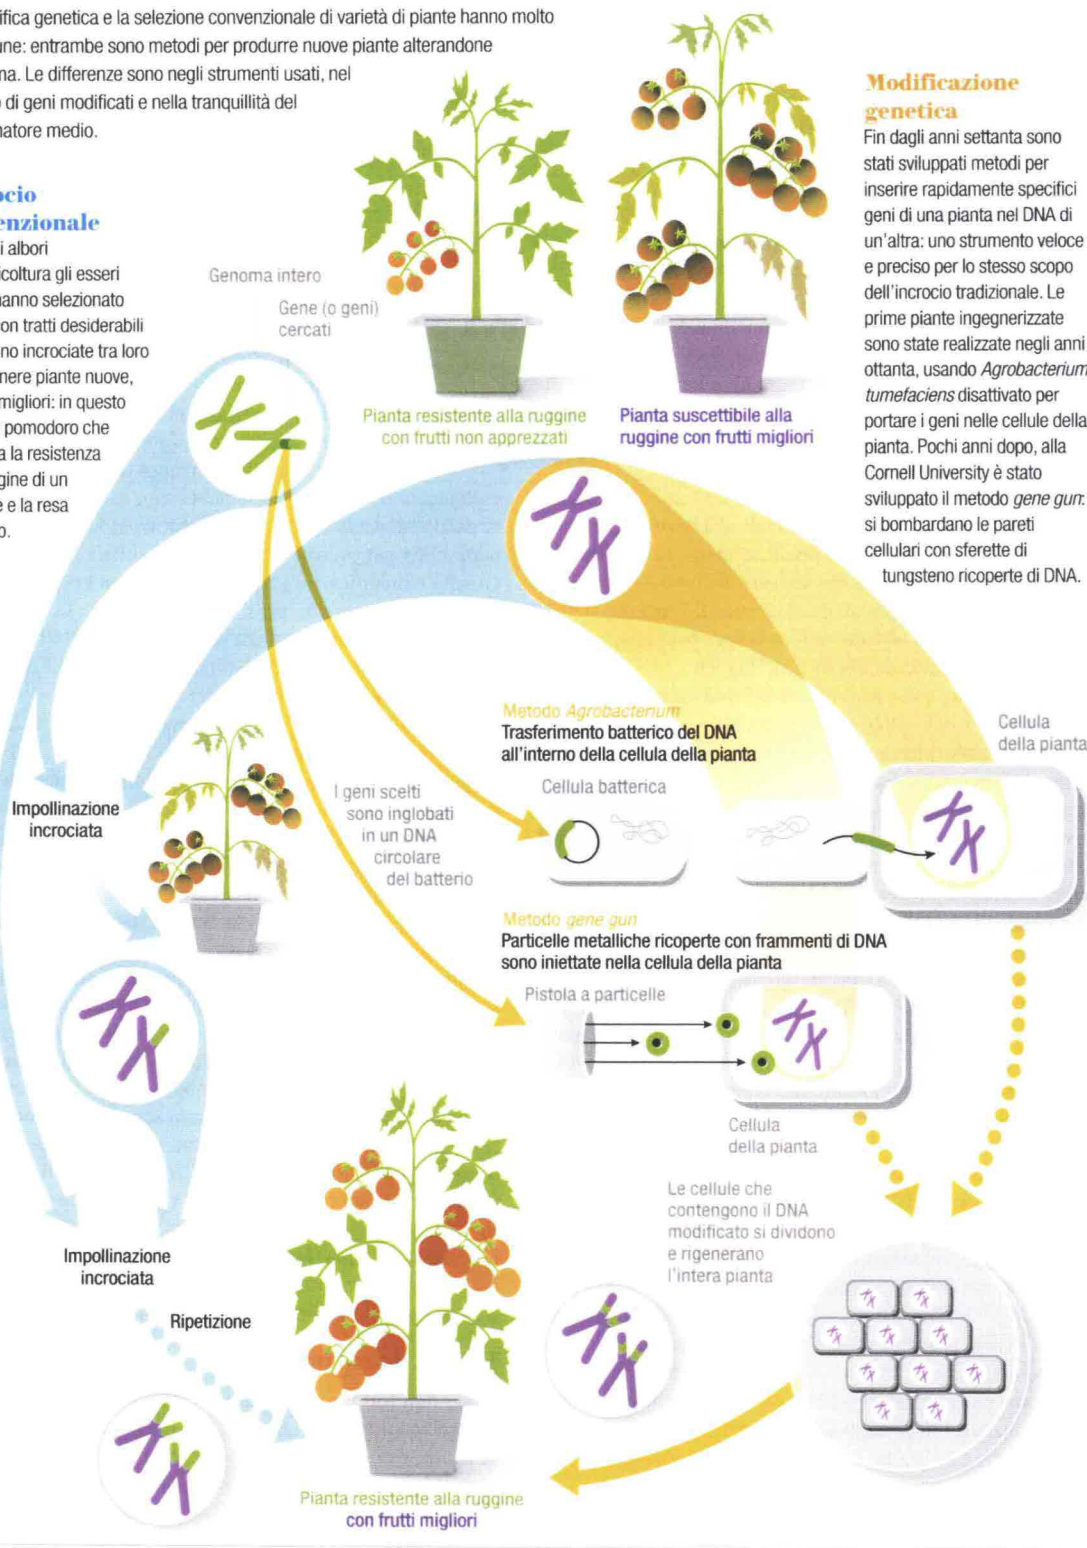 ifica genetica e la selezione convenzionale di varietà di piante hanno molto
une: entrambe sono metodi per produrre nuove piante alterandone
na. Le differenze sono negli strumenti usati, nel
o di geni modificati e nella tranquillità del
natore medio.
ocio
enzionale
i albori
icoltura gli esseri
hanno selezionato
on tratti desiderabili
no incrociate tra loro
nere piante nuove,
migliori: in questo
pomodoro che
a la resistenza
gine di un
e e la resa
o.
Genoma intero
Gene (o geni)
cercati
Pianta resistente alla ruggine
con frutti non apprezzati
Pianta suscettibile alla
ruggine con frutti migliori
Modificazione
genetica
Fin dagli anni settanta sono
stati sviluppati metodi per
inserire rapidamente specifici
geni di una pianta nel DNA di
un'altra: uno strumento veloce
e preciso per lo stesso scopo
dell'incrocio tradizionale. Le
prime piante ingegnerizzate
sono state realizzate negli anni
ottanta, usando Agrobacterium
tumefaciens disattivato per
portare i geni nelle cellule della
pianta. Pochi anni dopo, alla
Cornell University è stato
sviluppato il metodo gene gun:
si bombardano le pareti
cellulari con sferette di
tungsteno ricoperte di DNA.
Metodo Agrobacterium
Trasferimento batterico del DNA
all'interno della cellula della pianta
Cellula batterica
Cellula
della pianta
I geni scelti
sono inglobati
in un DNA
circolare
del batterio
Impollinazione
incrociata
Metodo gene gun
Particelle metalliche ricoperte con frammenti di DNA
sono iniettate nella cellula della pianta
Pistola a particelle
Cellula
della pianta
Le cellule che
contengono il DNA
modificato si dividono
e rigenerano
l'intera pianta
Impollinazione
incrociata
Ripetizione
Pianta resistente alla ruggine
con frutti migliori